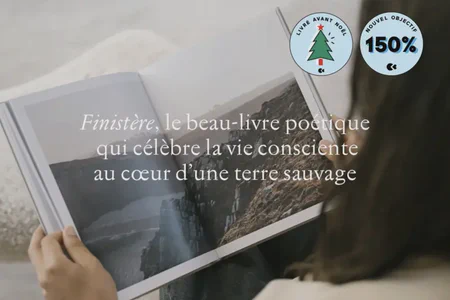 LIVRE AVANT NOËL
NOUVEL OBJECTIF
150%
Finistère, le beau-livre poétique
qui célèbre la vie consciente
au cœur d'une terre sauvage